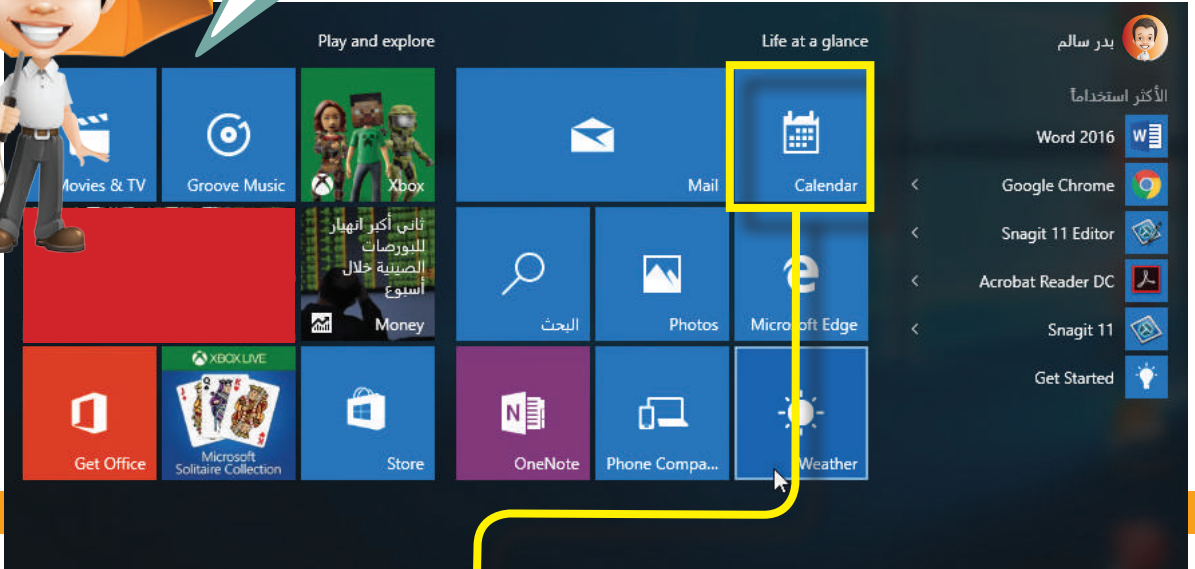 بدر سالم
الأكثر استخداماً
Word 2016
Google Chrome
Snagit 11 Editor
Acrobat Reader DC
Snagit 11
Get Started
Life at a glance
Calendar
Mail
Microsoft Edge
Photos
البحث
Weather
Phone Compa...
OneNote
Play and explore
Xbox
Groove Music
Movies & TV
ثاني أكبر انهيار
للبورصات
الصينية خلال
أسبوع
Money
Store
XBOX LIVE
Microsoft
Solitaire Collection
Get Office